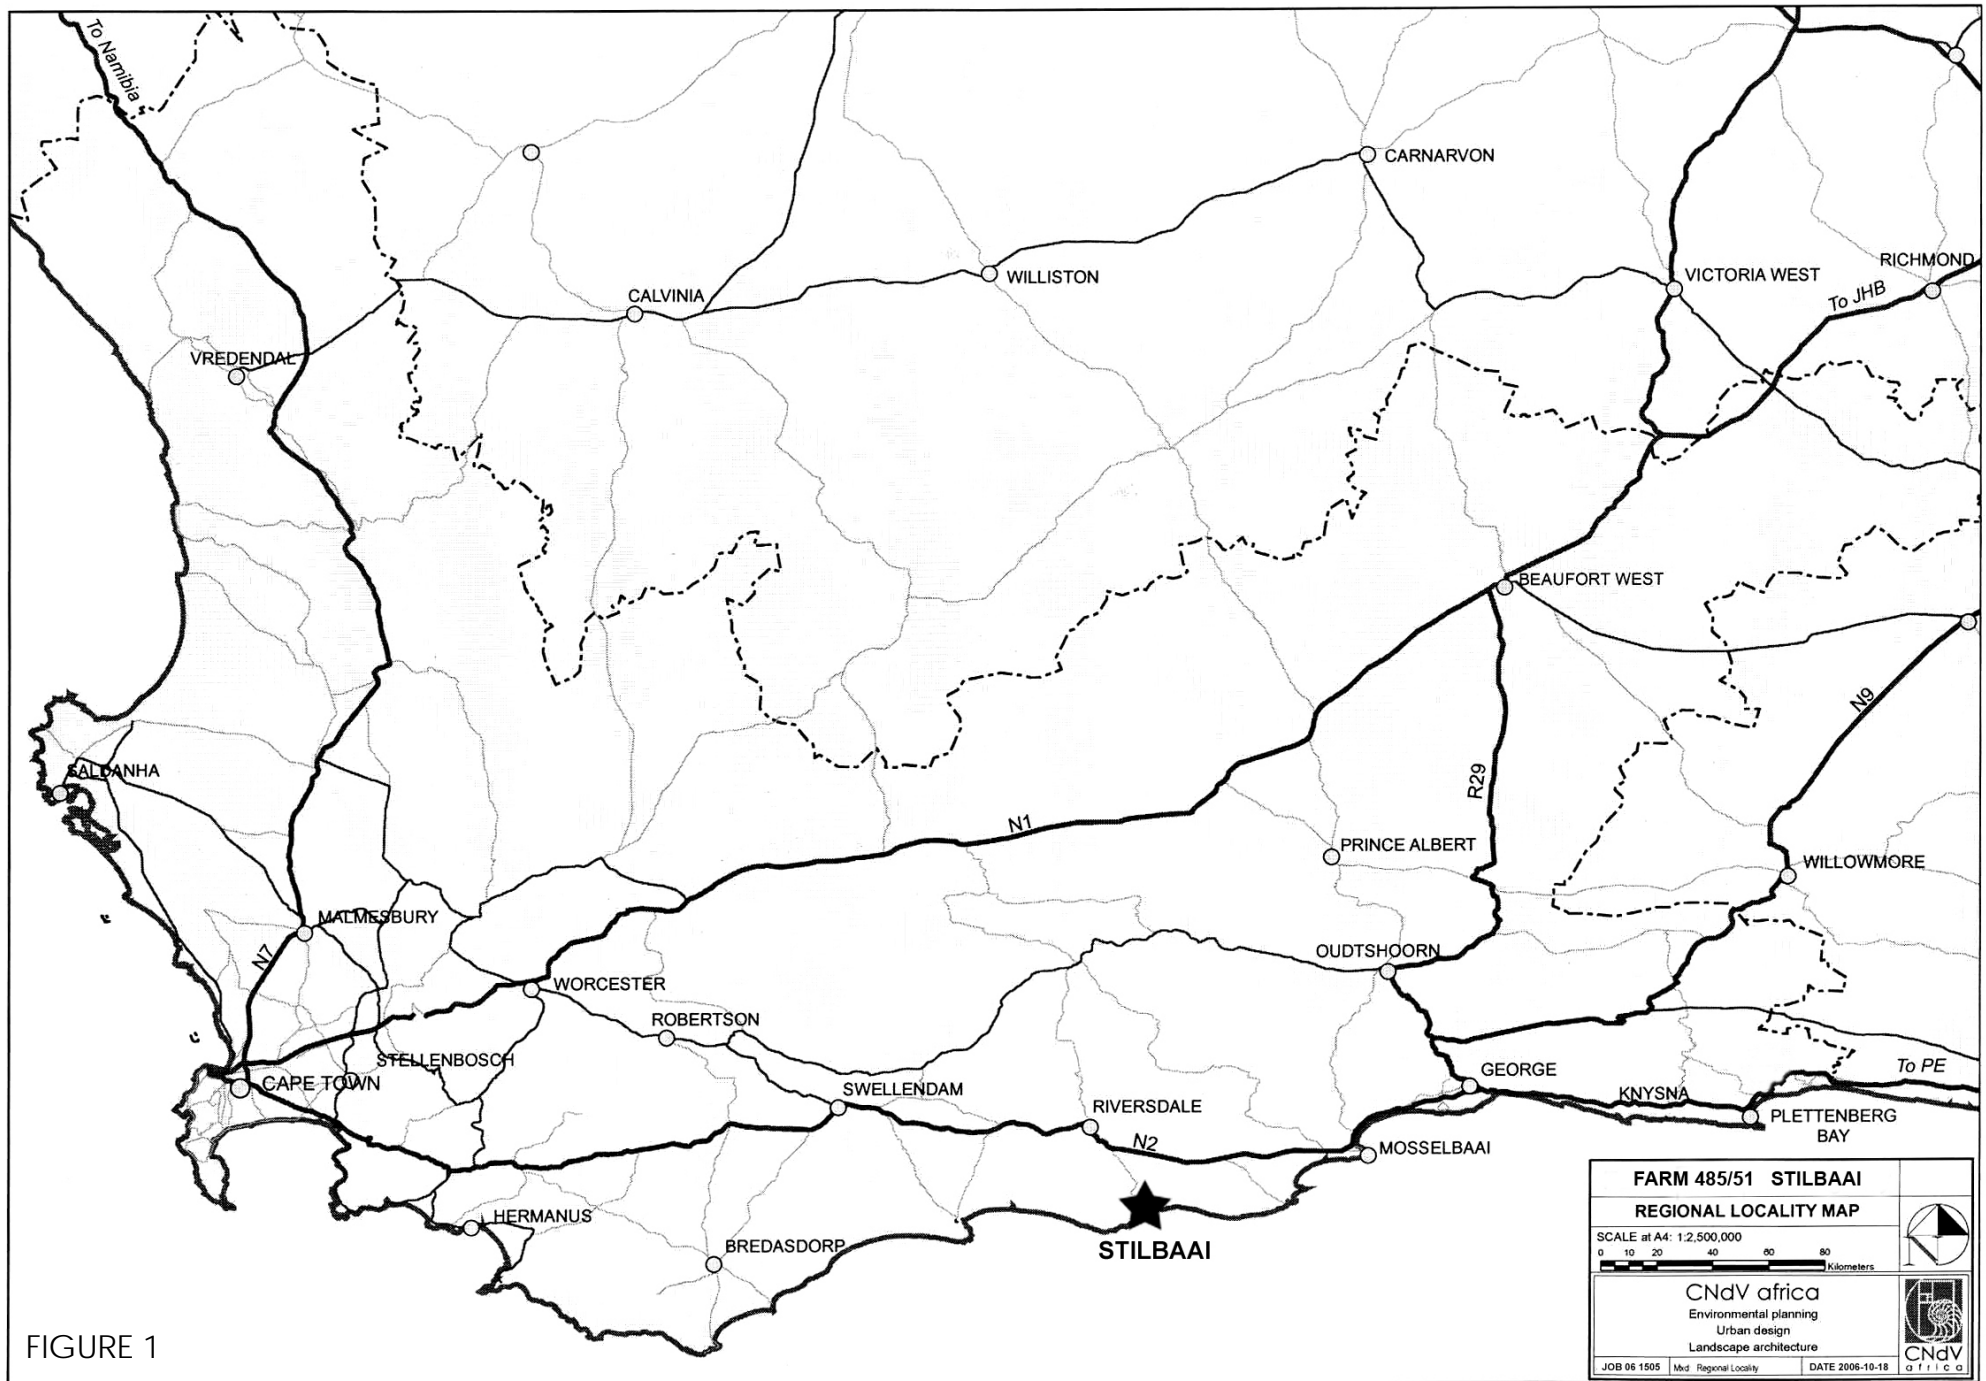 To Namibia
CARNARVON
WILLISTON
VICTORIA WEST
RICHMOND
To JHB
CALVINIA
VREDENDAL
BEAUFORT WEST
N9
R29
SALDANHA
N1
PRINCE ALBERT
WILLOWMORE
MALMESBURY
N7
OUDTSHOORN
WORCESTER
ROBERTSON
STELLENBOSCH
CAPE TOWN
SWELLENDAM
GEORGE
To PE
KNYSNA
RIVERSDALE
PLETTENBERG
BAY
N2
MOSSELBAAI
HERMANUS
BREDASDORP
STILBAAI
FARM 485/51 STILBAAI
REGIONAL LOCALITY MAP
SCALE at A4: 1:2,500,000
0 10 20 40 60 80
Kilometers
CNdV africa
Environmental planning
Urban design
Landscape architecture
CNdV
africa
JOB 06 1505 Mxd Regional Locality DATE 2006-10-18
FIGURE 1